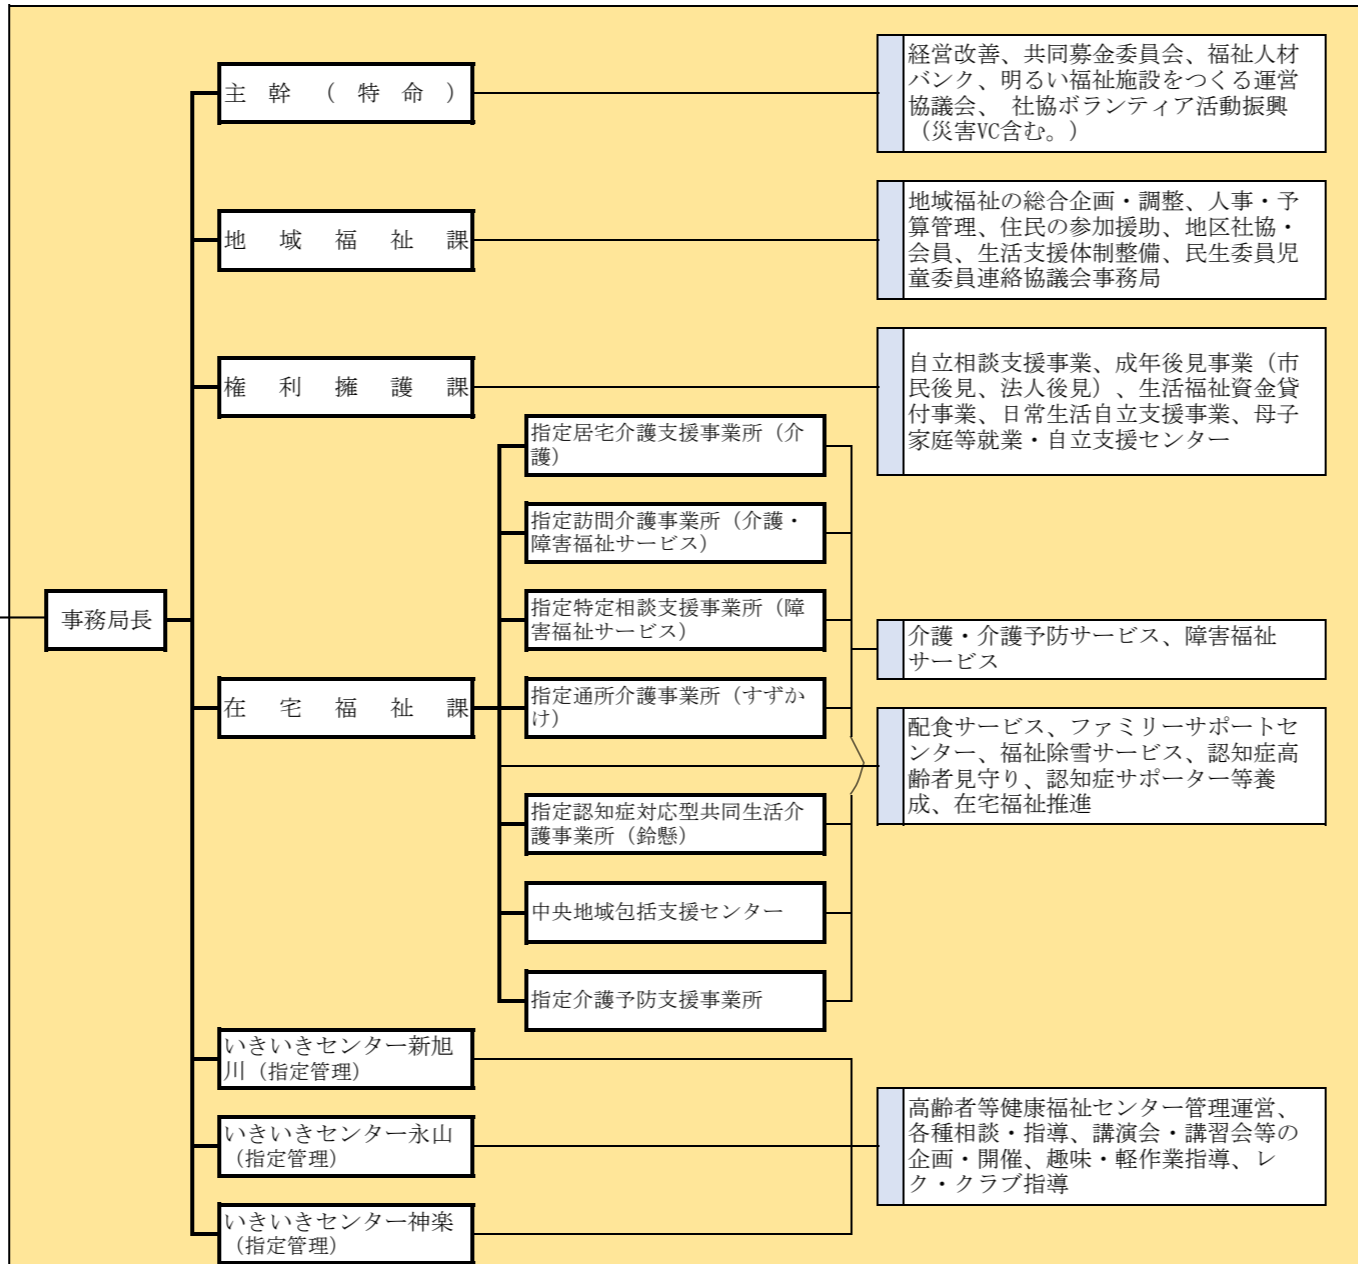 主幹（特命）
経営改善、共同募金委員会、福祉人材
バンク、明るい福祉施設をつくる運営
協議会、 社協ボランティア活動振興
（災害VC含む。）
地域福祉課
地域福祉の総合企画・調整、人事・予
算管理、住民の参加援助、地区社協・
会員、生活支援体制整備、民生委員児
童委員連絡協議会事務局
権利擁護課
自立相談支援事業、成年後見事業（市
民後見、法人後見）、生活福祉資金貸
付事業、日常生活自立支援事業、母子
家庭等就業・自立支援センター
事務局長
在宅福祉課
指定居宅介護支援事業所（介
護）
指定訪問介護事業所（介護・
障害福祉サービス）
指定特定相談支援事業所（障
害福祉サービス）
指定通所介護事業所（すずか
け）
指定認知症対応型共同生活介
護事業所（鈴懸）
中央地域包括支援センター
指定介護予防支援事業所
介護・介護予防サービス、障害福祉
サービス
配食サービス、ファミリーサポートセ
ンター、福祉除雪サービス、認知症高
齢者見守り、認知症サポーター等養
成、在宅福祉推進
いきいきセンター新旭
川（指定管理）
いきいきセンター永山
（指定管理）
いきいきセンター神楽
（指定管理）
高齢者等健康福祉センター管理運営、
各種相談・指導、講演会・講習会等の
企画・開催、趣味・軽作業指導、レ
ク・クラブ指導